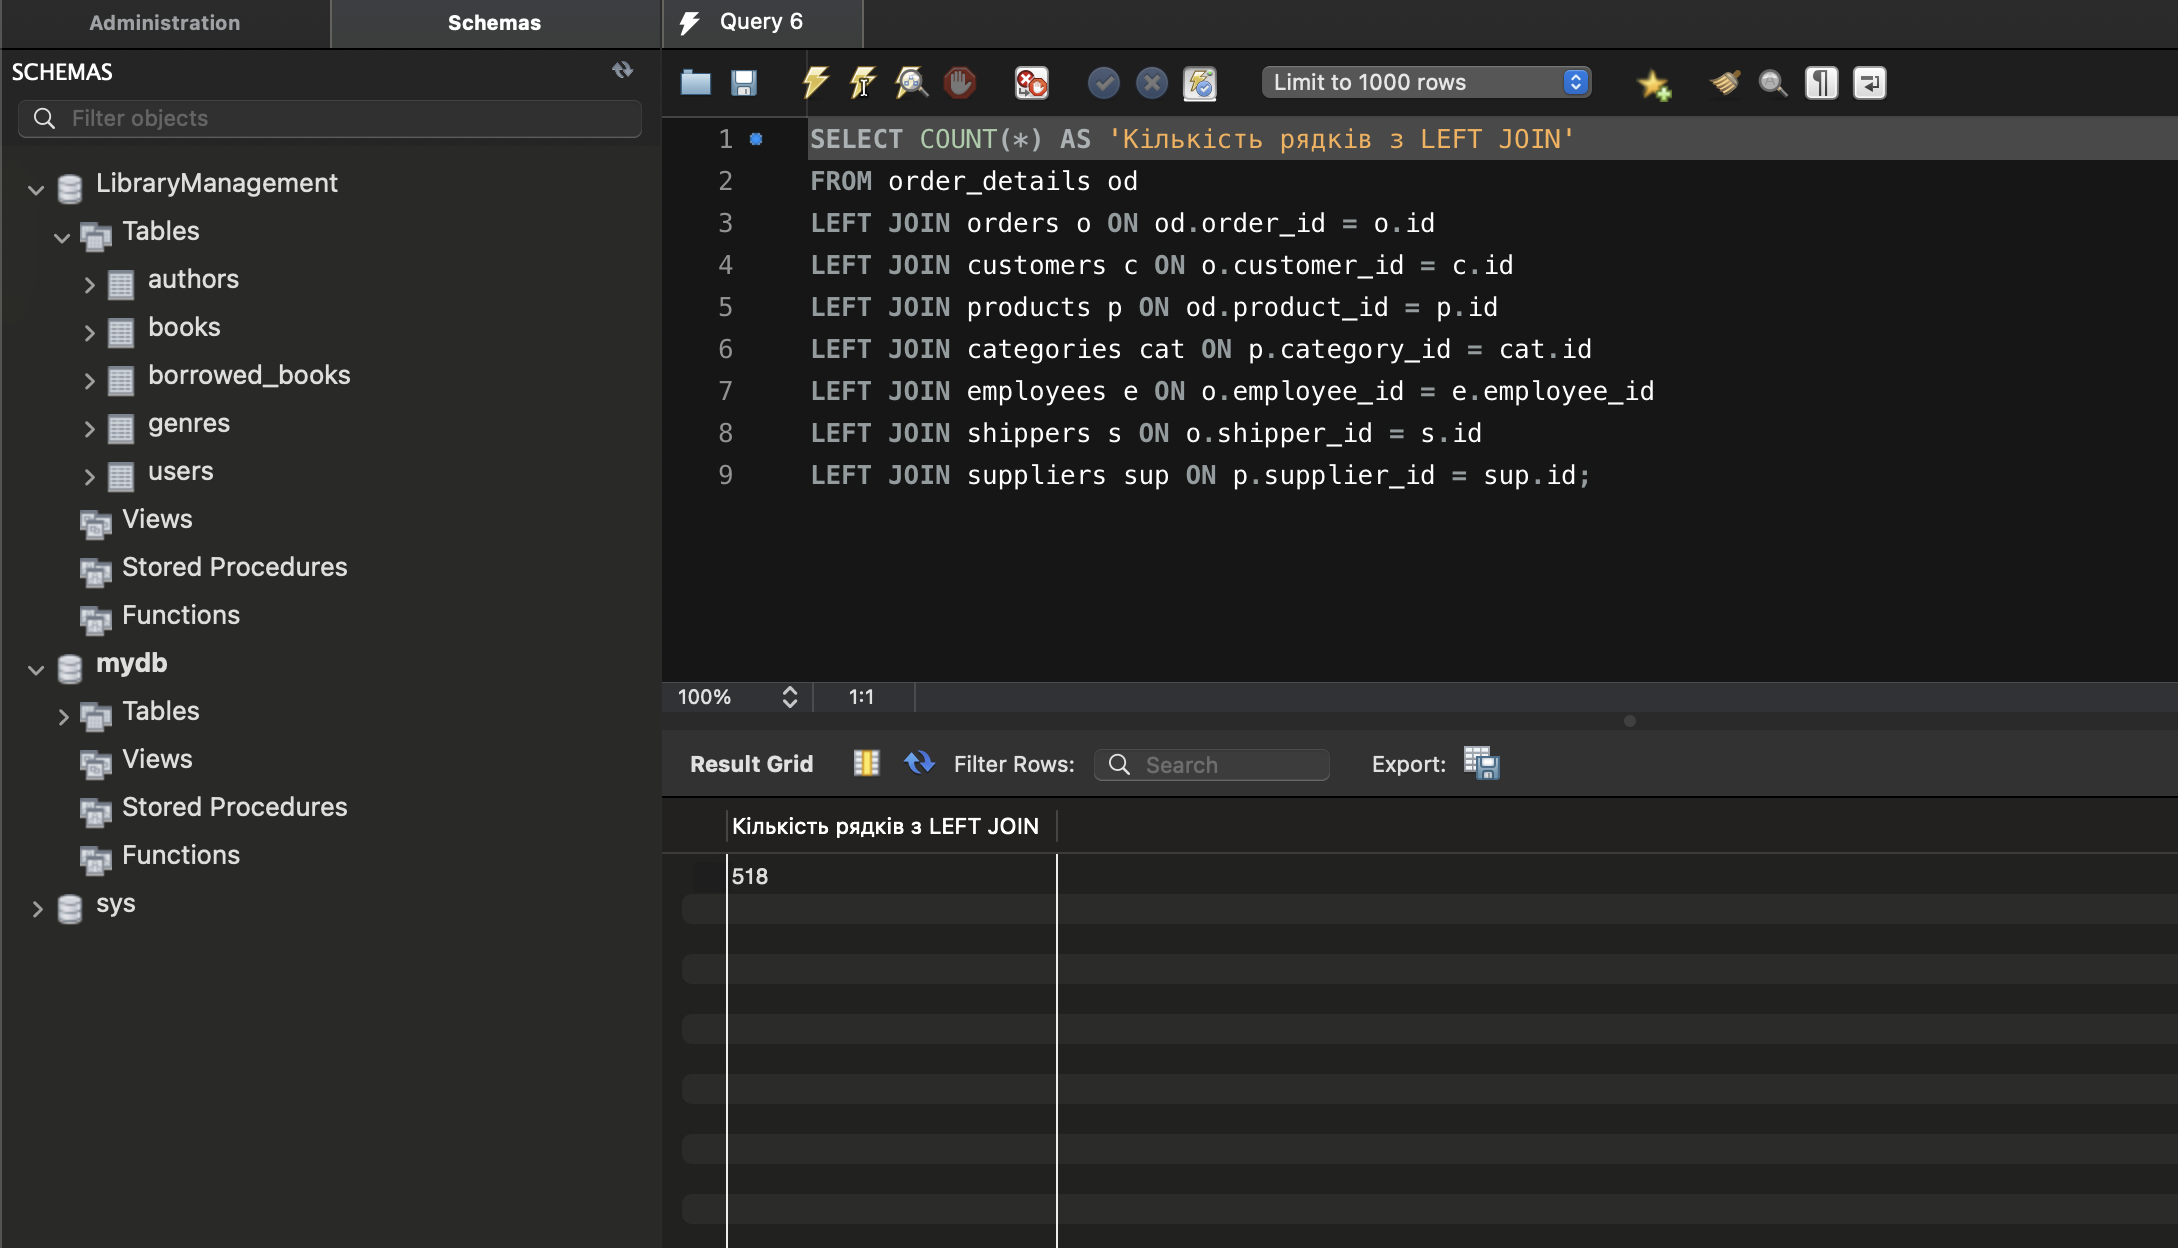 Administration
Schemas
Query 6
SCHEMAS
Filter objects
Limit to 1000 rows
LibraryManagement
Tables
authors
books
borrowed_books
genres
users
Views
Stored Procedures
Functions
mydb
Tables
Views
Stored Procedures
Functions
sys
1 SELECT COUNT(*) AS 'Кількість рядків з LEFT JOIN'
2 FROM order_details od
3 LEFT JOIN orders o ON od.order_id = o.id
4 LEFT JOIN customers c ON o.customer_id = c.id
5 LEFT JOIN products p ON od.product_id = p.id
6 LEFT JOIN categories cat ON p.category_id = cat.id
7 LEFT JOIN employees e ON o.employee_id = e.employee_id
8 LEFT JOIN shippers s ON o.shipper_id = s.id
9 LEFT JOIN suppliers sup ON p.supplier_id = sup.id;
100% 1:1
Result Grid Filter Rows: Search Export:
Кількість рядків з LEFT JOIN
518